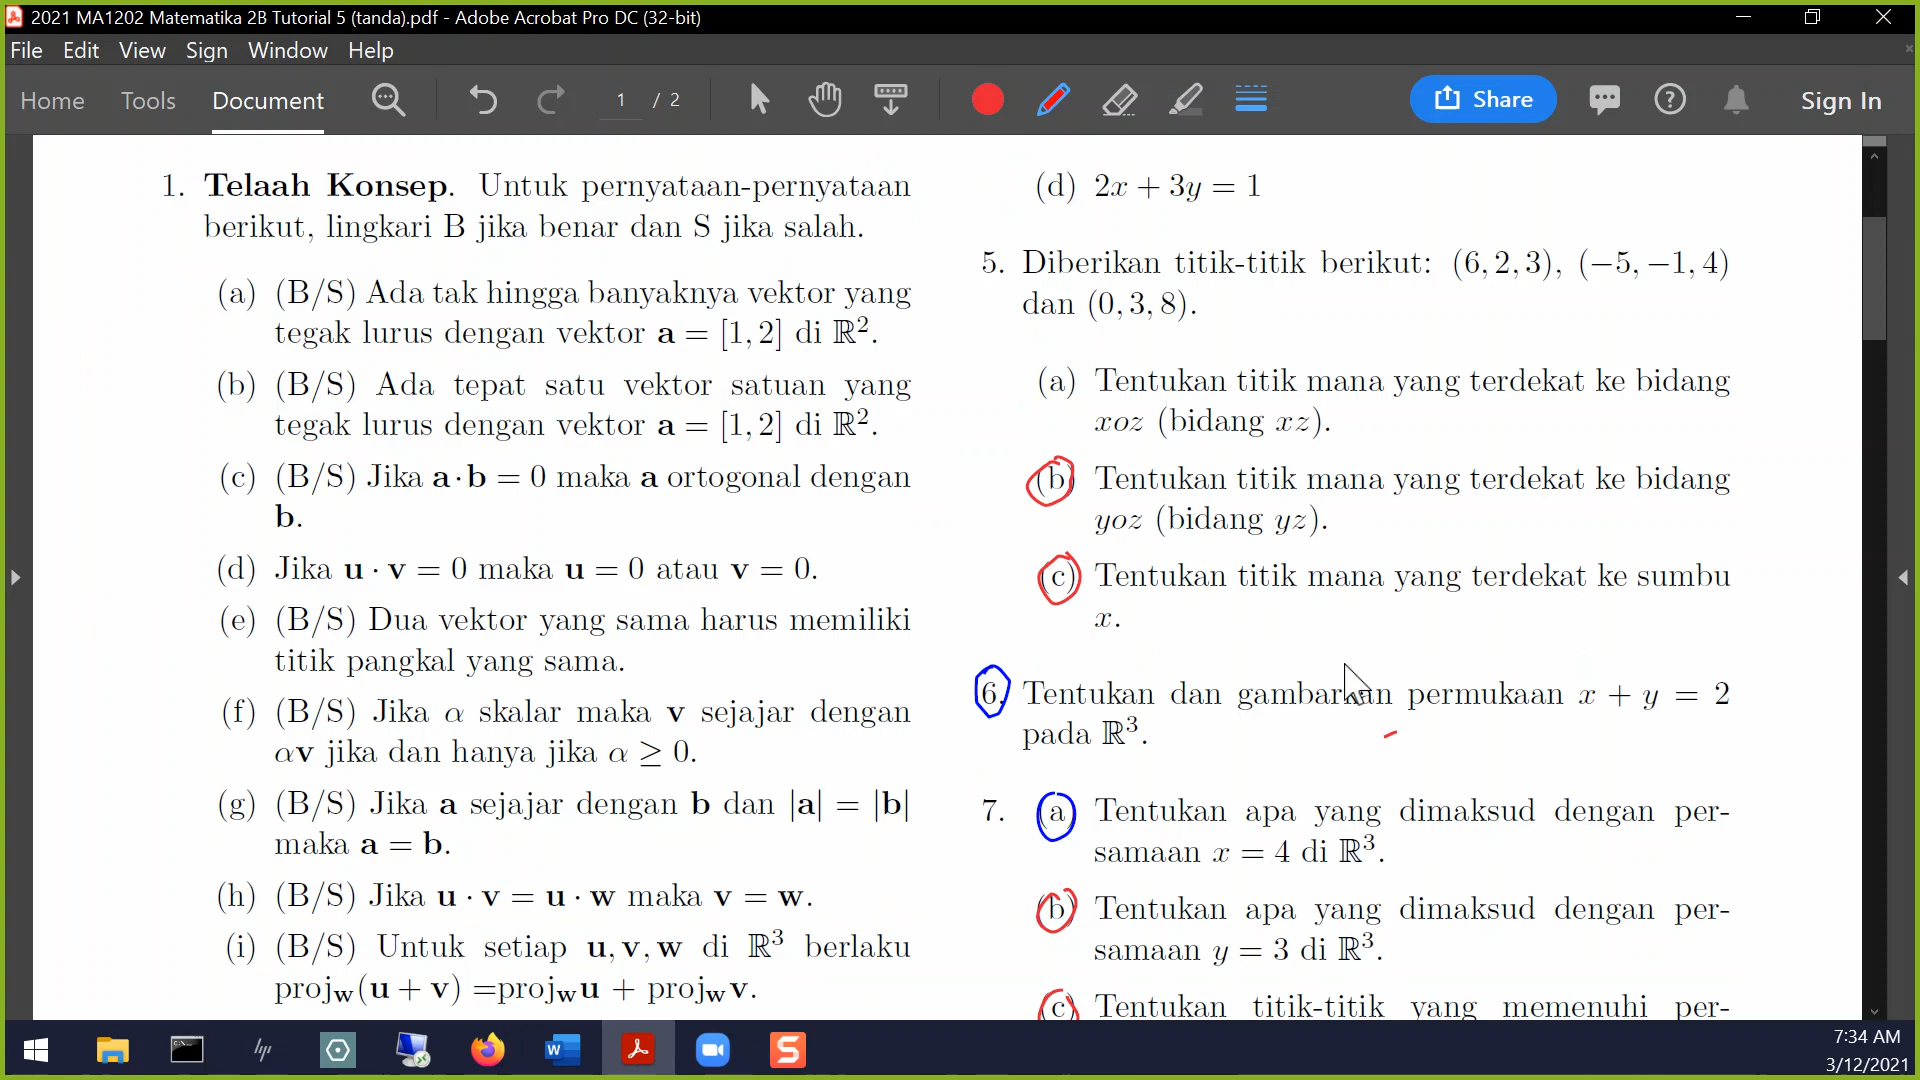 2021 MA1202 Matematika 2B Tutorial 5 (tanda).pdf - Adobe Acrobat Pro DC (32-bit)
File Edit View Sign Window Help
Home Tools Document 1 / 2 Share Sign In
1. Telaah Konsep. Untuk pernyataan-pernyataan
berikut, lingkari B jika benar dan S jika salah.
(a) (B/S) Ada tak hingga banyaknya vektor yang
tegak lurus dengan vektor a = [1, 2] di ℝ².
(b) (B/S) Ada tepat satu vektor satuan yang
tegak lurus dengan vektor a = [1, 2] di ℝ².
(c) (B/S) Jika a · b = 0 maka a ortogonal dengan
b.
(d) Jika u · v = 0 maka u = 0 atau v = 0.
(e) (B/S) Dua vektor yang sama harus memiliki
titik pangkal yang sama.
(f) (B/S) Jika α skalar maka v sejajar dengan
αv jika dan hanya jika α ≥ 0.
(g) (B/S) Jika a sejajar dengan b dan |a| = |b|
maka a = b.
(h) (B/S) Jika u · v = u · w maka v = w.
(i) (B/S) Untuk setiap u, v, w di ℝ³ berlaku
proj_w(u + v) =proj_w u + proj_w v.
(d) 2x + 3y = 1
5. Diberikan titik-titik berikut: (6, 2, 3), (−5, −1, 4)
dan (0, 3, 8).
(a) Tentukan titik mana yang terdekat ke bidang
xoz (bidang xz).
(b) Tentukan titik mana yang terdekat ke bidang
yoz (bidang yz).
(c) Tentukan titik mana yang terdekat ke sumbu
x.
6. Tentukan dan gambarkan permukaan x + y = 2
pada ℝ³.
7. (a) Tentukan apa yang dimaksud dengan per-
samaan x = 4 di ℝ³.
(b) Tentukan apa yang dimaksud dengan per-
samaan y = 3 di ℝ³.
(c) Tentukan titik-titik yang memenuhi per-
7:34 AM
3/12/2021